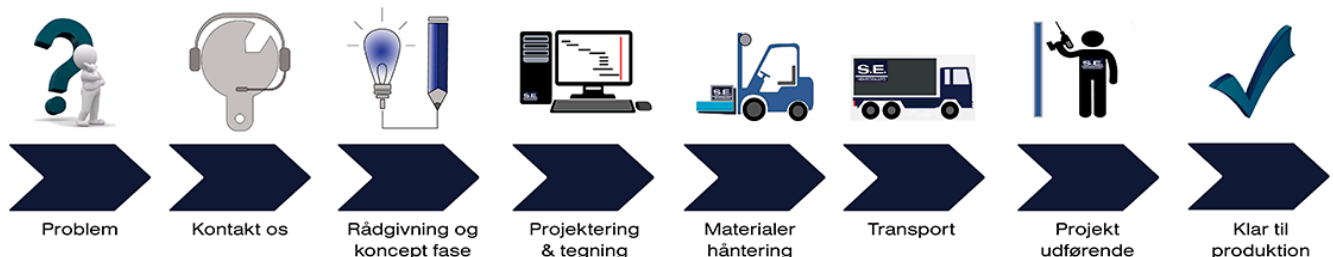 S.E.
S.E.
S.E.
S.E.
Problem
Kontakt os
Rådgivning og
koncept fase
Projektering
& tegning
Materialer
håntering
Transport
Projekt
udførende
Klar til
produktion